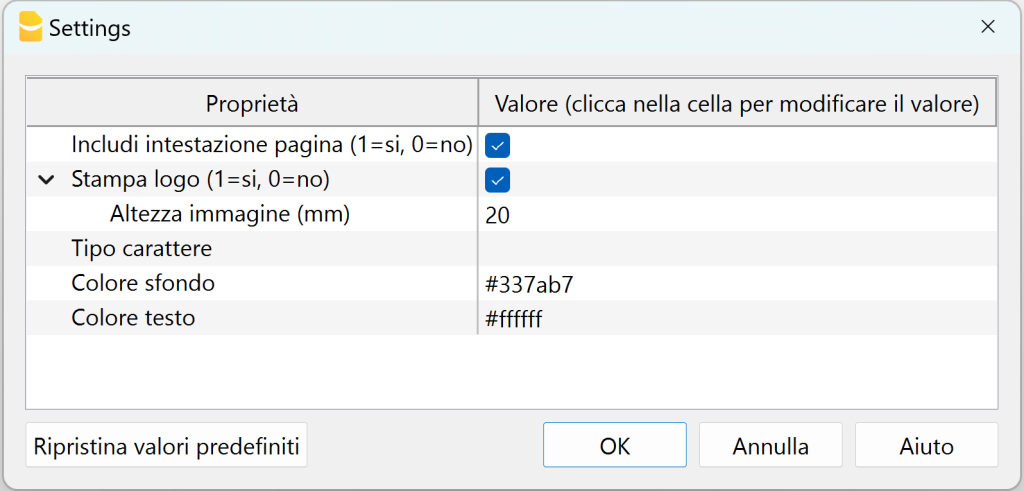 Settings
Proprietà Valore (clicca nella cella per modificare il valore)
Includi intestazione pagina (1=si, 0=no)
Stampa logo (1=si, 0=no)
Altezza immagine (mm) 20
Tipo carattere
Colore sfondo #337ab7
Colore testo #ffffff
Ripristina valori predefiniti OK Annulla Aiuto